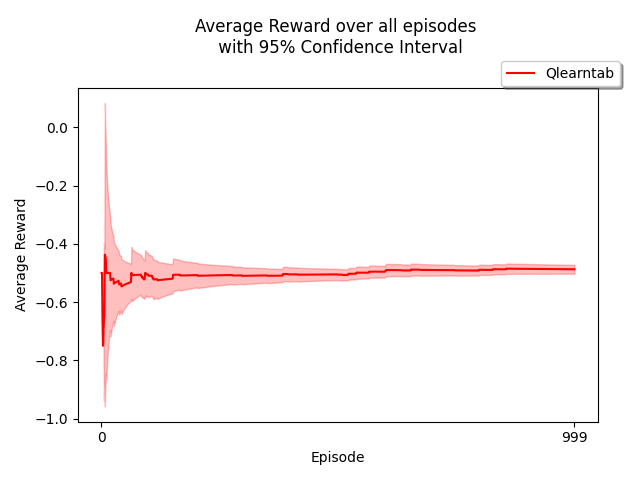 Average Reward over all episodes
with 95% Confidence Interval
Qlearntab
0.0
−0.2
−0.4
−0.6
−0.8
−1.0
Average Reward
0
999
Episode